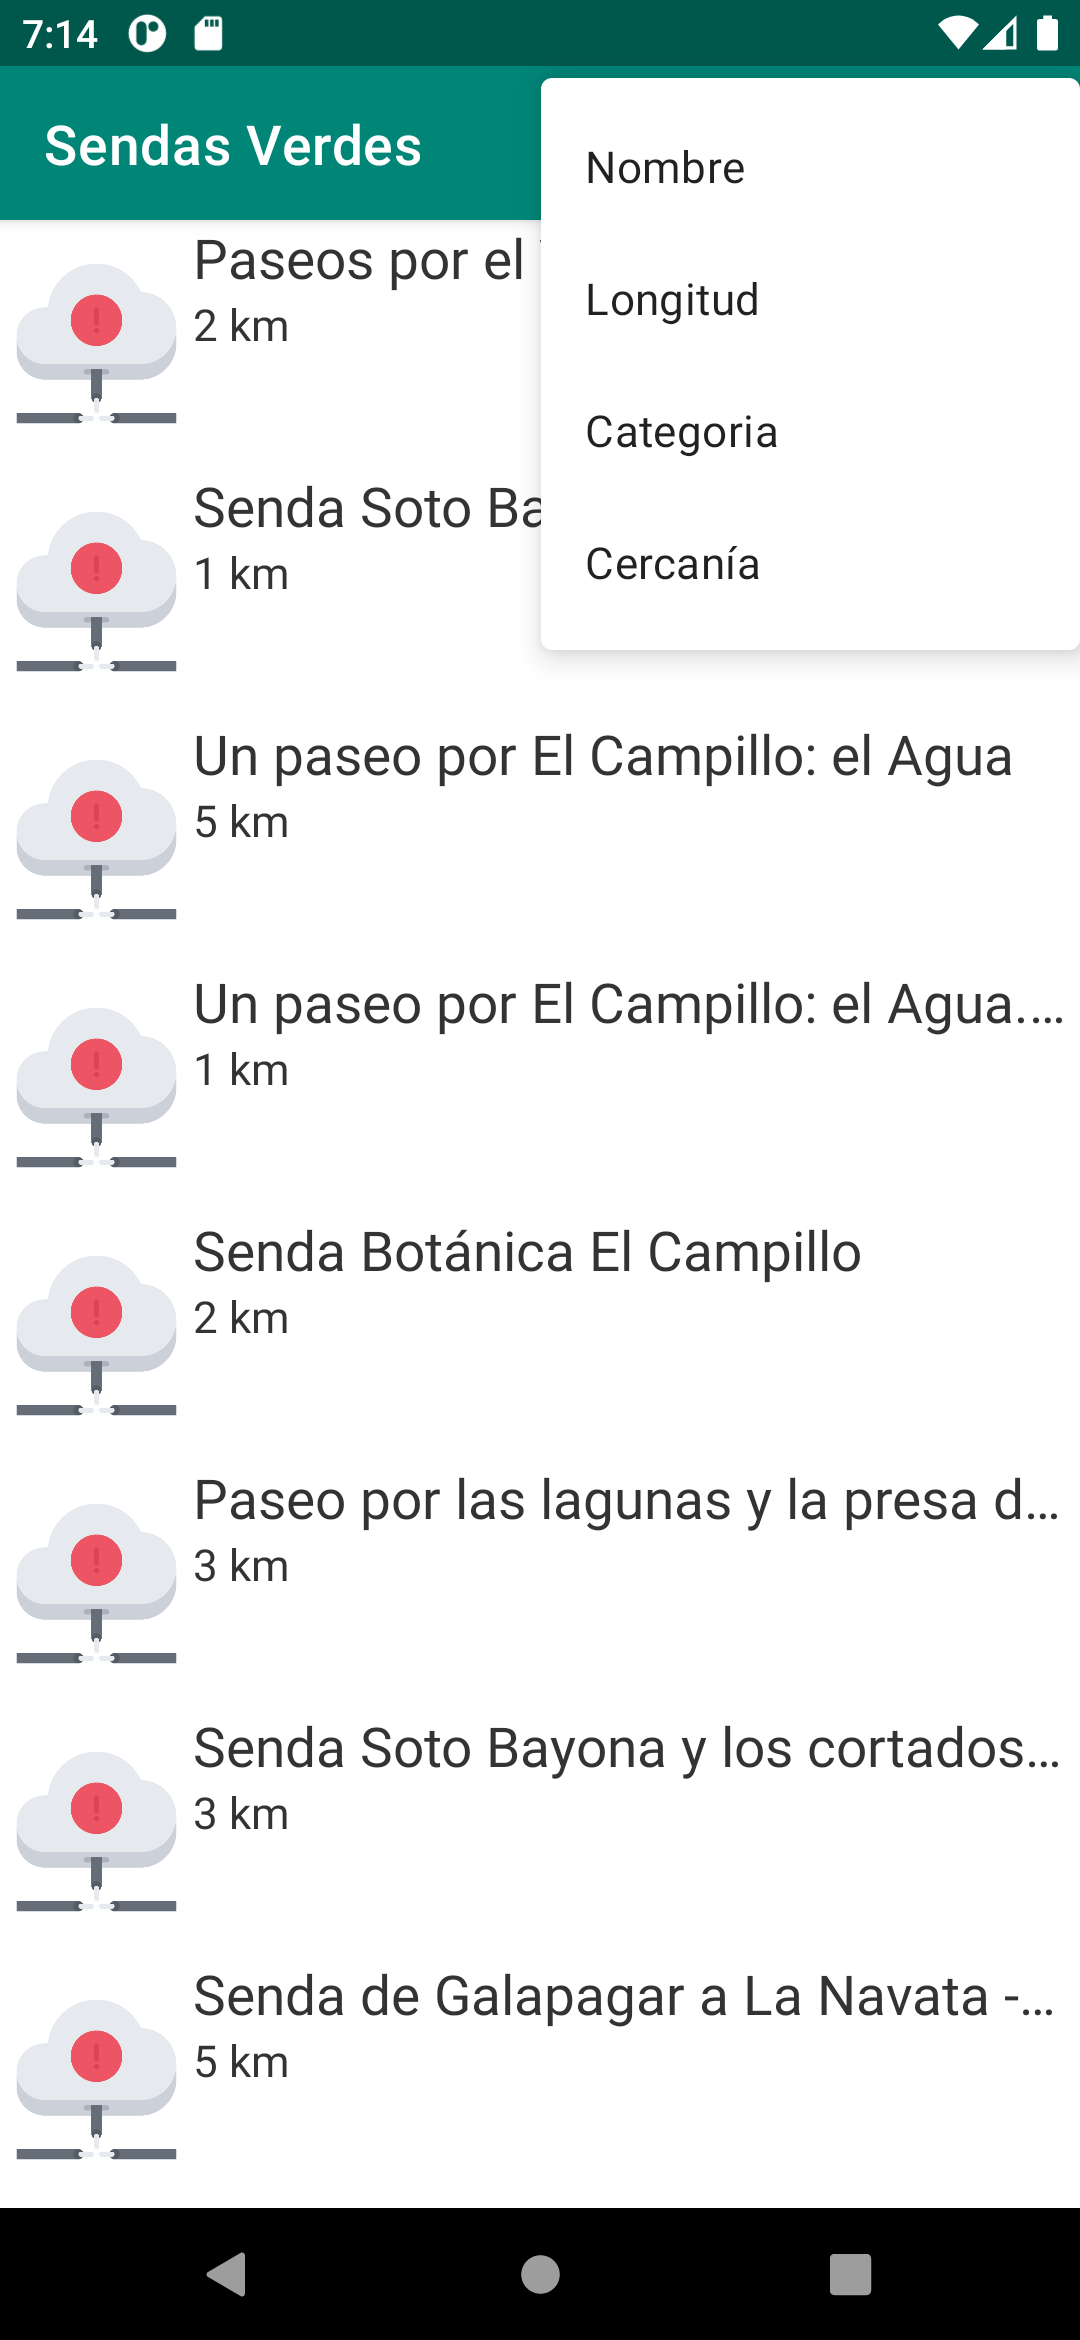 7:14
Sendas Verdes
Nombre
Longitud
Categoria
Cercanía
Paseos por el
2 km
Senda Soto Ba
1 km
Un paseo por El Campillo: el Agua
5 km
Un paseo por El Campillo: el Agua....
1 km
Senda Botánica El Campillo
2 km
Paseo por las lagunas y la presa d...
3 km
Senda Soto Bayona y los cortados...
3 km
Senda de Galapagar a La Navata -...
5 km